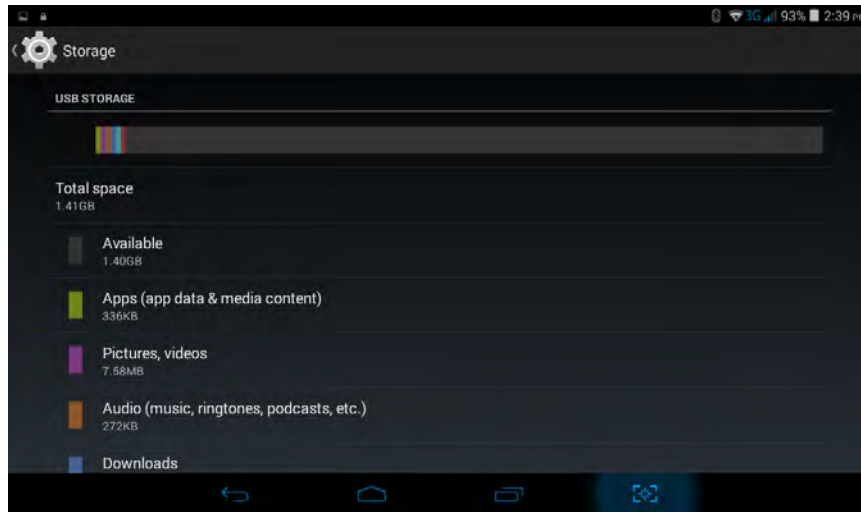 3G 93% 2:39 PM
Storage
USB STORAGE
Total space
1.41GB
Available
1.40GB
Apps (app data & media content)
336KB
Pictures, videos
7.58MB
Audio (music, ringtones, podcasts, etc.)
272KB
Downloads